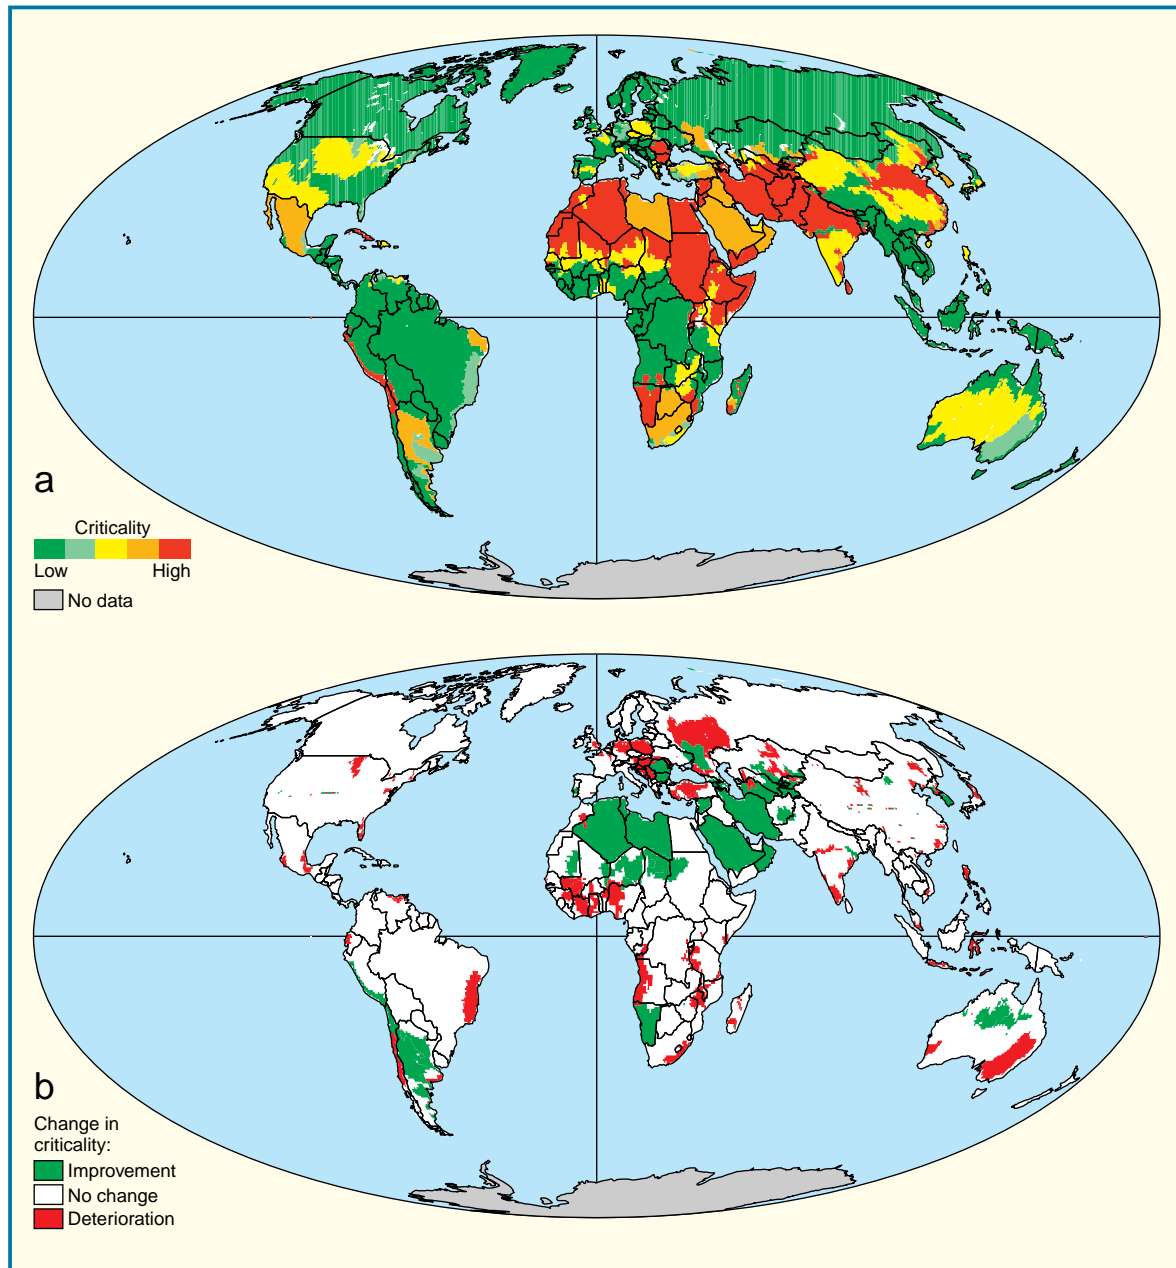 a
Criticality
Low High
No data
b
Change in
criticality:
Improvement
No change
Deterioration